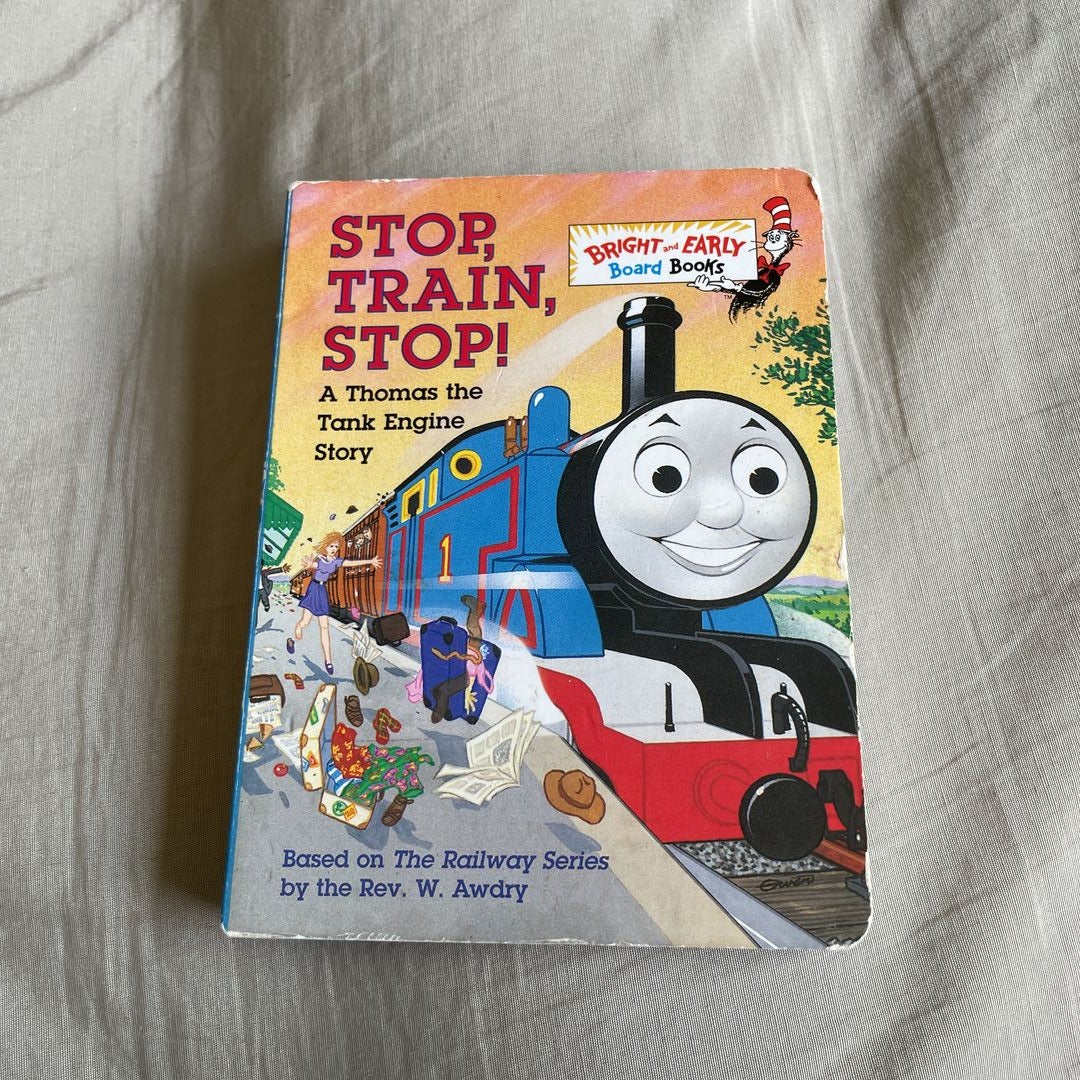 STOP,
TRAIN,
STOP!
BRIGHT and EARLY
Board Books
TM
A Thomas the
Tank Engine
Story
1
Based on The Railway Series
by the Rev. W. Awdry